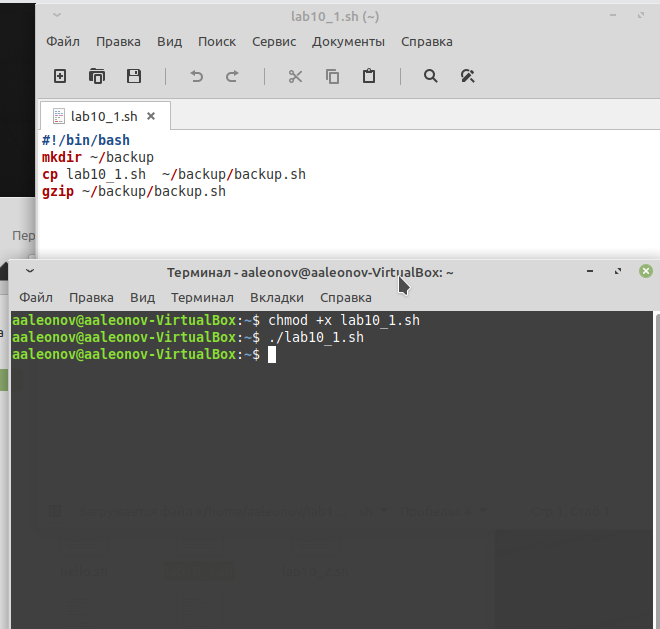 lab10_1.sh (~)
Файл Правка Вид Поиск Сервис Документы Справка
lab10_1.sh
#!/bin/bash
mkdir ~/backup
cp lab10_1.sh  ~/backup/backup.sh
gzip ~/backup/backup.sh
Пер
Терминал - aaleonov@aaleonov-VirtualBox: ~
Файл Правка Вид Терминал Вкладки Справка
aaleonov@aaleonov-VirtualBox:~$ chmod +x lab10_1.sh
aaleonov@aaleonov-VirtualBox:~$ ./lab10_1.sh
aaleonov@aaleonov-VirtualBox:~$